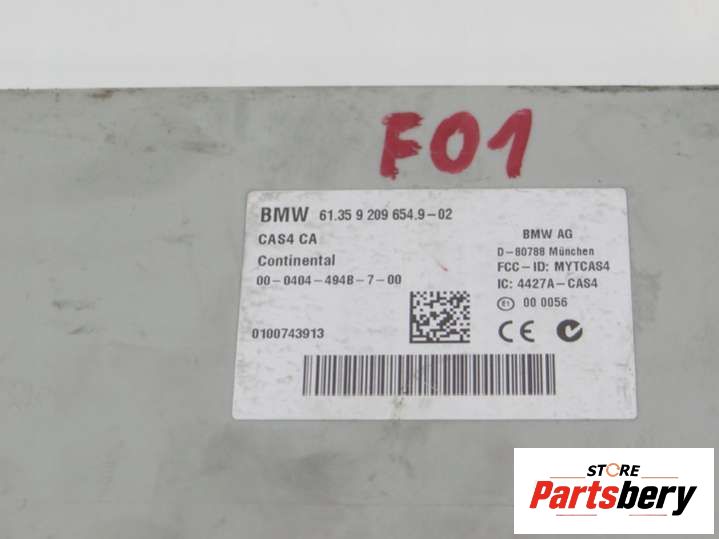 F01
BMW 61.35 9 209 654.9-02
CAS4 CA
Continental
00-0404-494B-7-00
0100743913
BMW AG
D-80788 München
FCC-ID: MYTCAS4
IC: 4427A-CAS4
E1 00 0056
CE
STORE
Partsbery